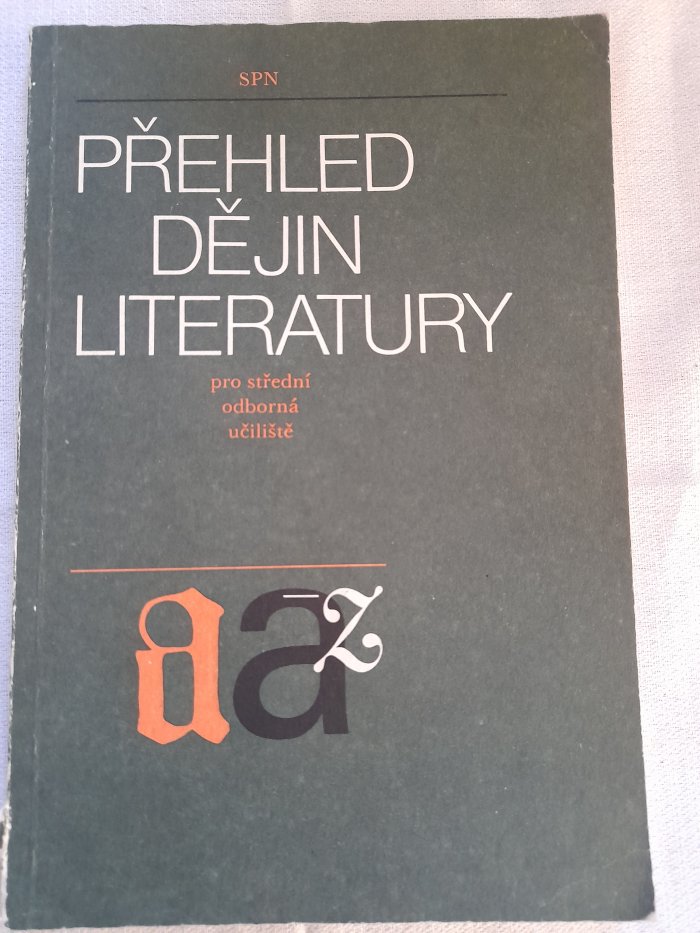 SPN
PŘEHLED
DĚJIN
LITERATURY
pro střední
odborná
učiliště
a a–z